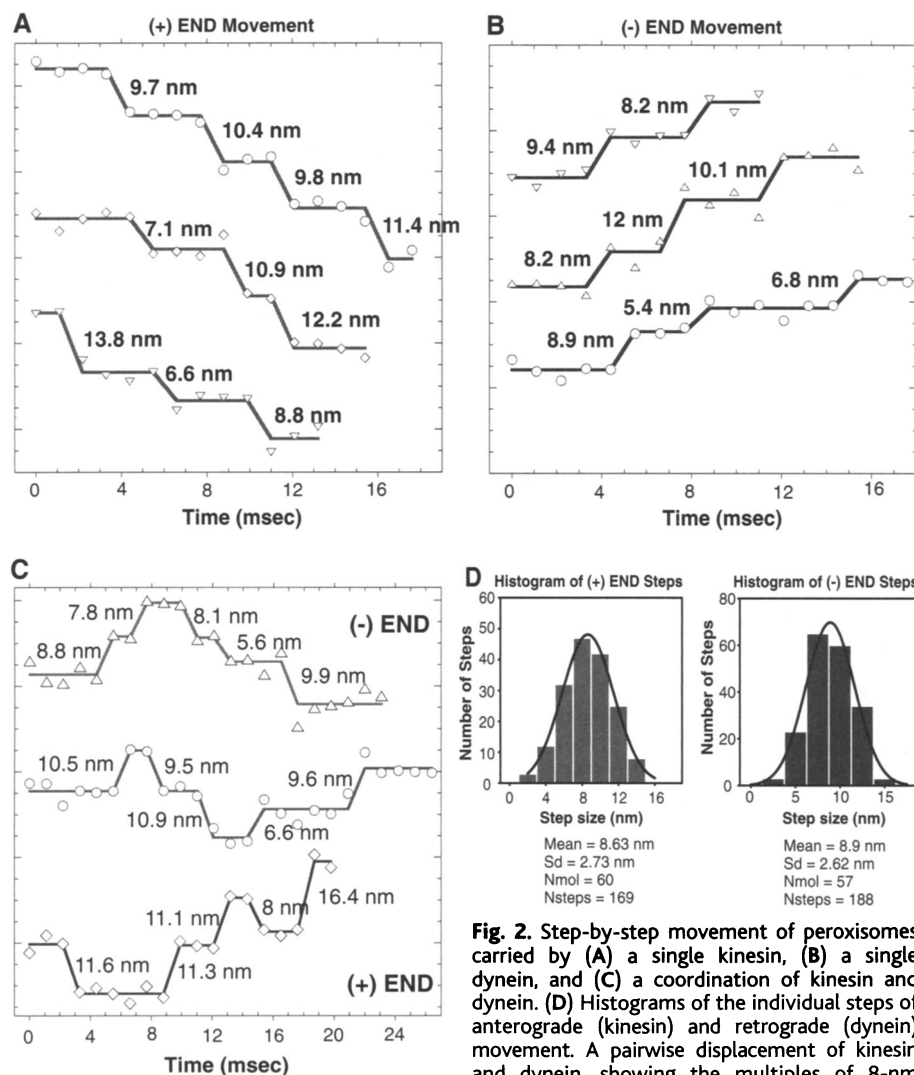 A
(+) END Movement
9.7 nm
10.4 nm
9.8 nm
11.4 nm
7.1 nm
10.9 nm
12.2 nm
13.8 nm
6.6 nm
8.8 nm
0 4 8 12 16
Time (msec)
B
(-) END Movement
8.2 nm
9.4 nm
10.1 nm
12 nm
8.2 nm
6.8 nm
5.4 nm
8.9 nm
0 4 8 12 16
Time (msec)
C
7.8 nm
8.1 nm
(-) END
8.8 nm
5.6 nm
9.9 nm
10.5 nm
9.5 nm
9.6 nm
10.9 nm
6.6 nm
11.1 nm
8 nm
16.4 nm
11.6 nm
11.3 nm
(+) END
0 4 8 12 16 20 24
Time (msec)
D
Histogram of (+) END Steps
Number of Steps
60
50
40
30
20
10
0
0 4 8 12 16
Step size (nm)
Mean = 8.63 nm
Sd = 2.73 nm
Nmol = 60
Nsteps = 169
Histogram of (-) END Steps
Number of Steps
80
60
40
20
0
0 5 10 15
Step size (nm)
Mean = 8.9 nm
Sd = 2.62 nm
Nmol = 57
Nsteps = 188
Fig. 2. Step-by-step movement of peroxisomes
carried by (A) a single kinesin, (B) a single
dynein, and (C) a coordination of kinesin and
dynein. (D) Histograms of the individual steps of
anterograde (kinesin) and retrograde (dynein)
movement. A pairwise displacement of kinesin
and dynein, showing the multiples of 8-nm